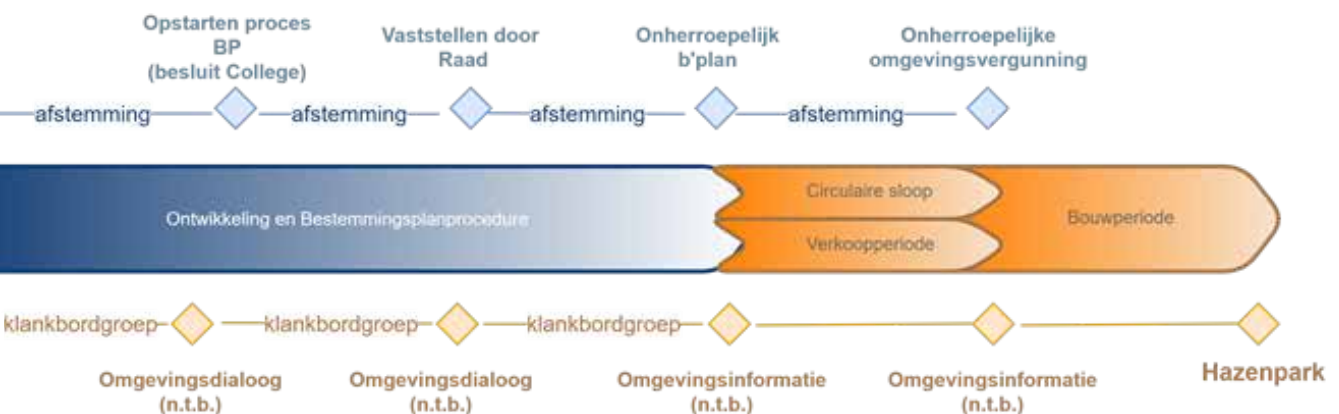 Opstarten proces
BP
(besluit College)
Vaststellen door
Raad
Onherroepelijk
b'plan
Onherroepelijke
omgevingsvergunning
afstemming
afstemming
afstemming
afstemming
Ontwikkeling en Bestemmingsplanprocedure
Circulaire sloop
Verkoopperiode
Bouwperiode
klankbordgroep
klankbordgroep
klankbordgroep
Omgevingsdialoog
(n.t.b.)
Omgevingsdialoog
(n.t.b.)
Omgevingsinformatie
(n.t.b.)
Omgevingsinformatie
(n.t.b.)
Hazenpark